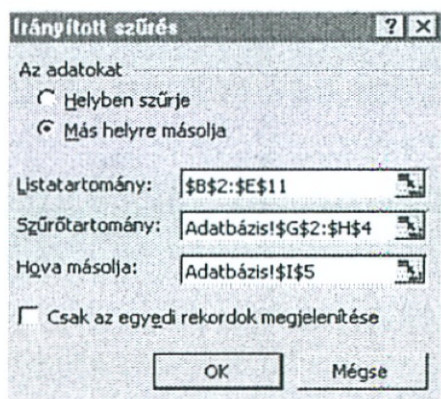 Irányított szűrés
Az adatokat
Helyben szűrje
Más helyre másolja
Listatartomány: $B$2:$E$11
Szűrőtartomány: Adatbázis!$G$2:$H$4
Hova másolja: Adatbázis!$I$5
Csak az egyedi rekordok megjelenítése
OK Mégse